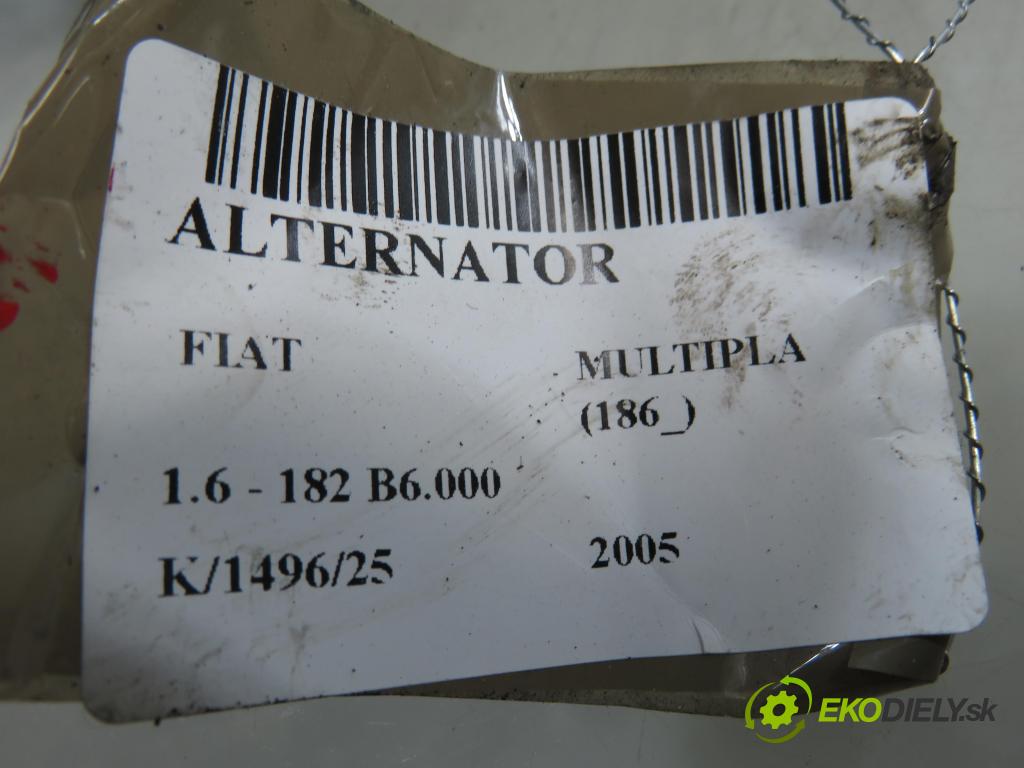 ALTERNATOR
FIAT MULTIPLA
(186_)
1.6 - 182 B6.000
K/1496/25 2005
EKODIELY.sk